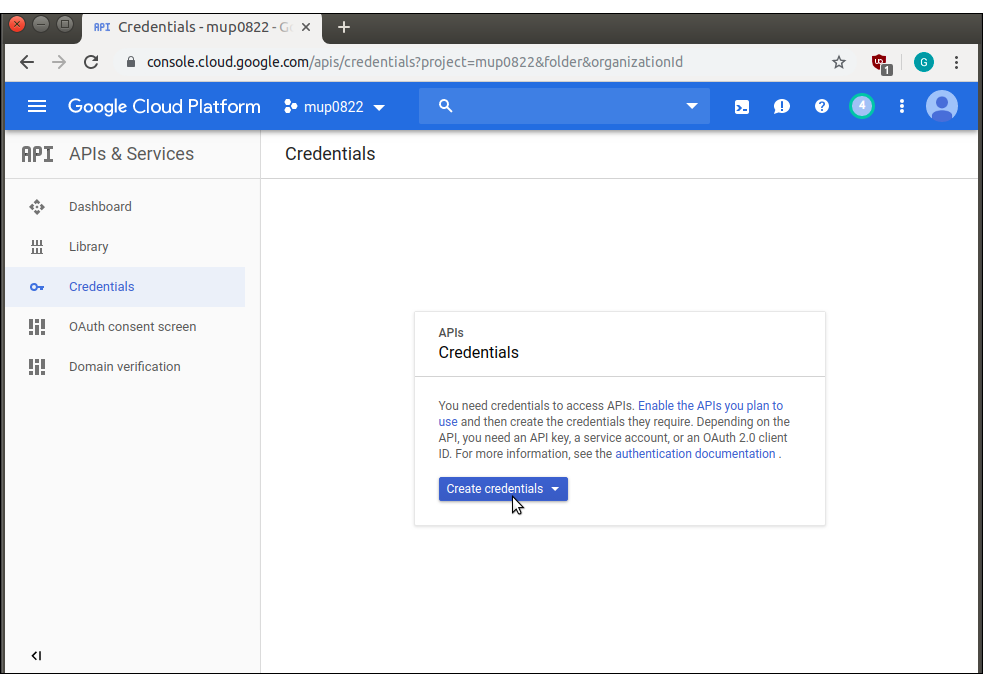 API Credentials - mup0822 - G
console.cloud.google.com/apis/credentials?project=mup0822&folder&organizationId
1
G
Google Cloud Platform
mup0822
4
API APIs & Services
Credentials
Dashboard
Library
Credentials
OAuth consent screen
Domain verification
APIs
Credentials
You need credentials to access APIs. Enable the APIs you plan to
use and then create the credentials they require. Depending on the
API, you need an API key, a service account, or an OAuth 2.0 client
ID. For more information, see the authentication documentation .
Create credentials